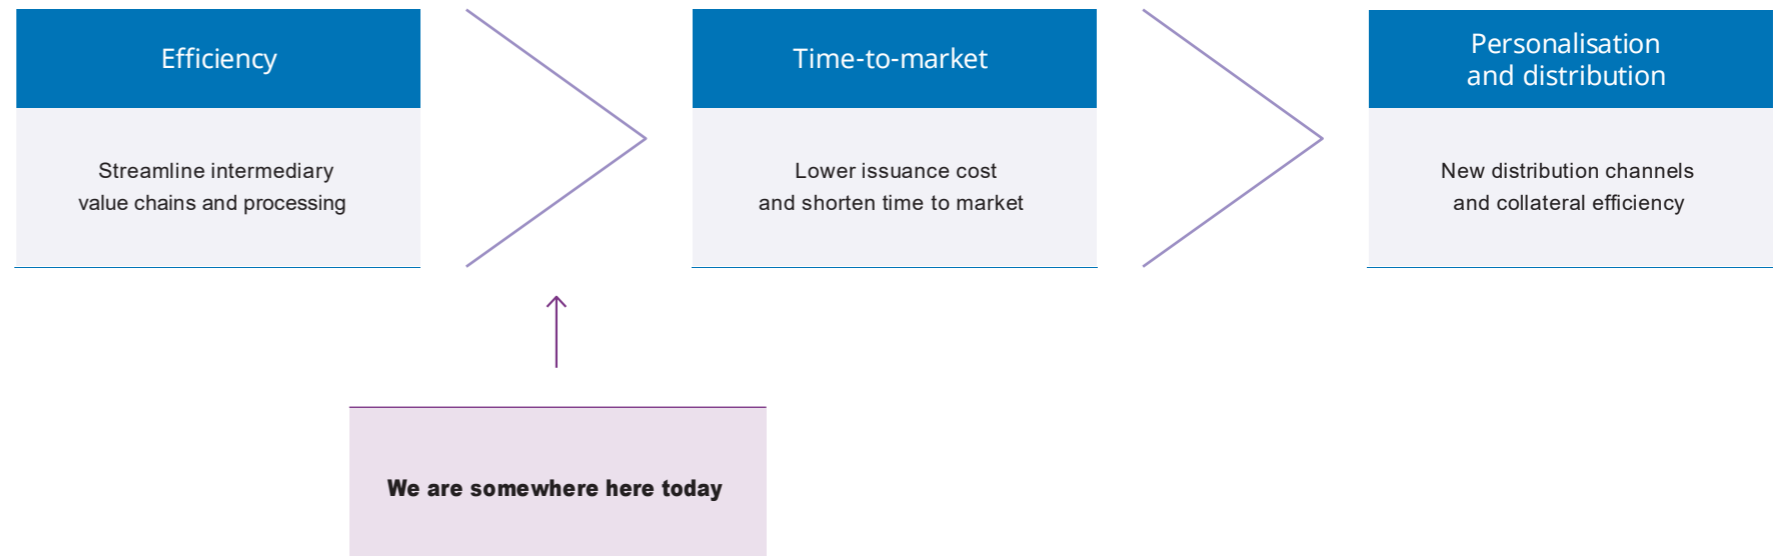 Efficiency
Streamline intermediary
value chains and processing
Time-to-market
Lower issuance cost
and shorten time to market
Personalisation
and distribution
New distribution channels
and collateral efficiency
We are somewhere here today